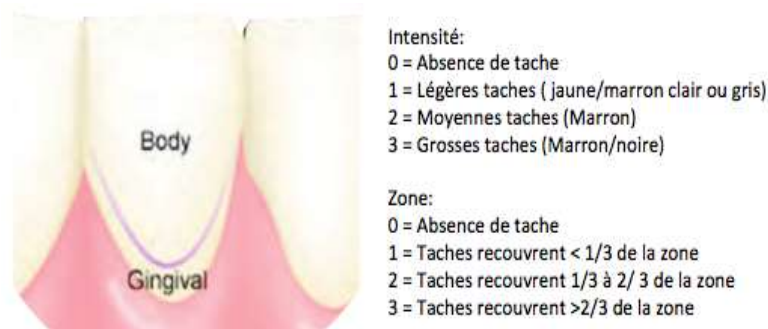 Body
Gingival
Intensité:
0 = Absence de tache
1 = Légères taches ( jaune/marron clair ou gris)
2 = Moyennes taches (Marron)
3 = Grosses taches (Marron/noire)
Zone:
0 = Absence de tache
1 = Taches recouvrent < 1/3 de la zone
2 = Taches recouvrent 1/3 à 2/ 3 de la zone
3 = Taches recouvrent >2/3 de la zone